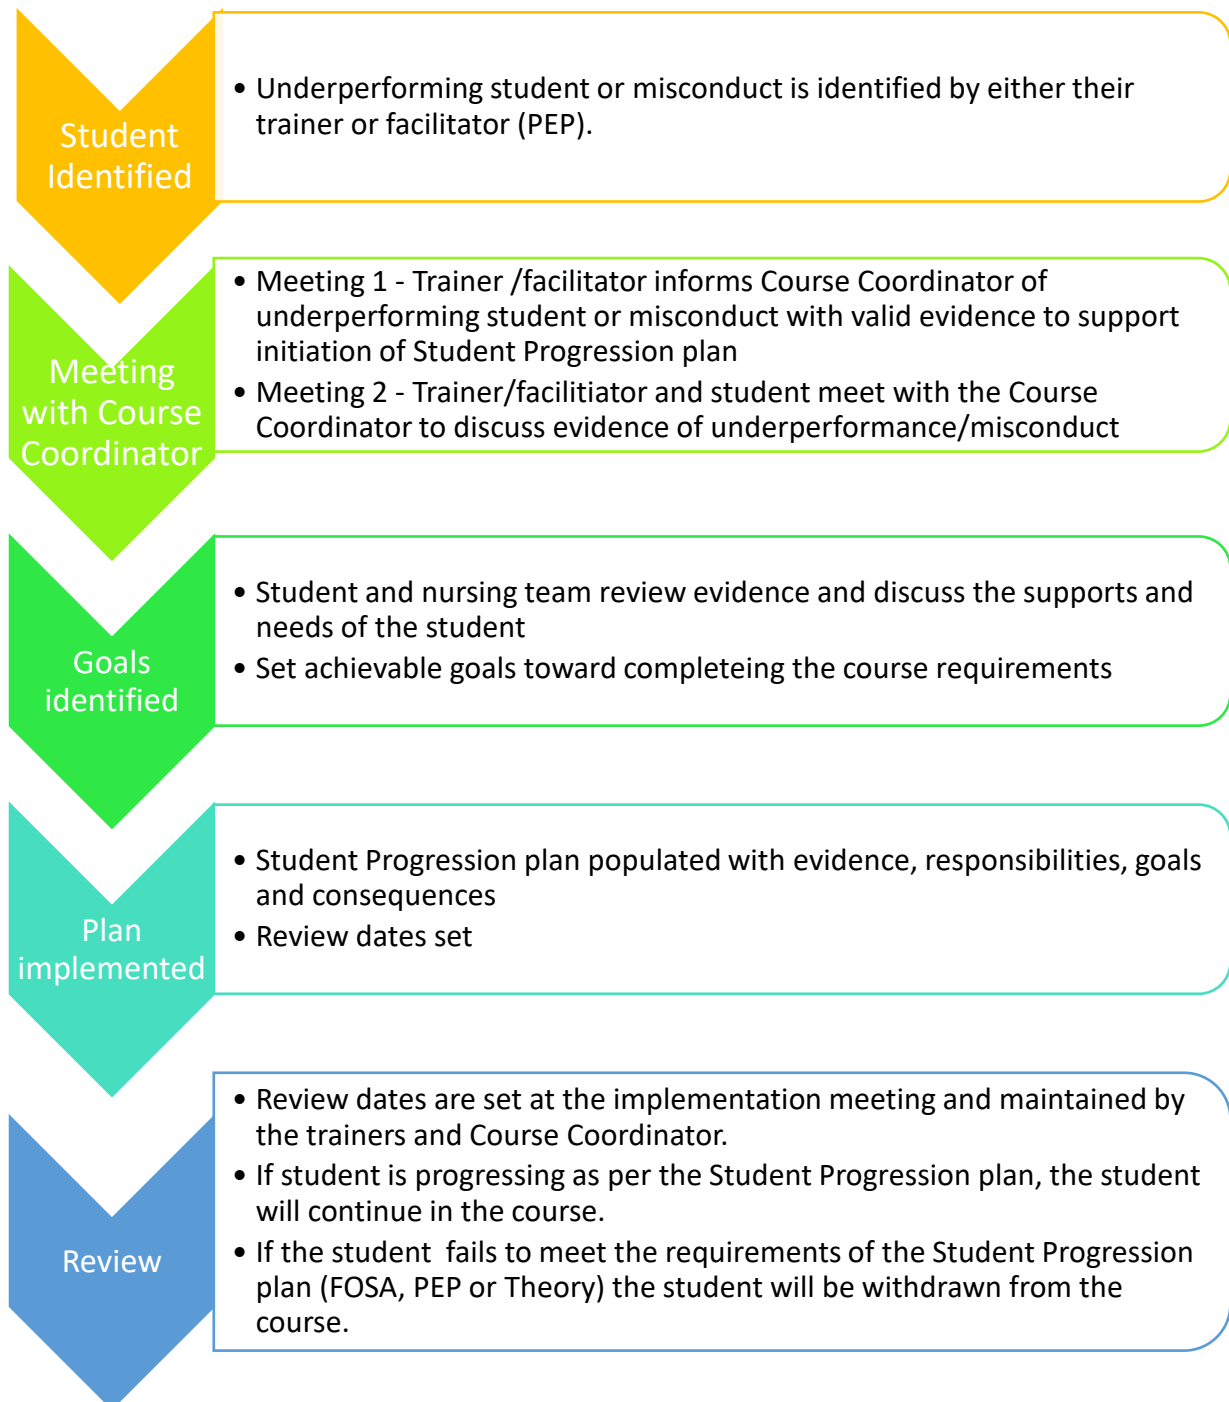 Student
Identified
• Underperforming student or misconduct is identified by either their
trainer or facilitator (PEP).
Meeting
with Course
Coordinator
• Meeting 1 - Trainer /facilitator informs Course Coordinator of
underperforming student or misconduct with valid evidence to support
initiation of Student Progression plan
• Meeting 2 - Trainer/facilitiator and student meet with the Course
Coordinator to discuss evidence of underperformance/misconduct
Goals
identified
• Student and nursing team review evidence and discuss the supports and
needs of the student
• Set achievable goals toward completeing the course requirements
Plan
implemented
• Student Progression plan populated with evidence, responsibilities, goals
and consequences
• Review dates set
Review
• Review dates are set at the implementation meeting and maintained by
the trainers and Course Coordinator.
• If student is progressing as per the Student Progression plan, the student
will continue in the course.
• If the student  fails to meet the requirements of the Student Progression
plan (FOSA, PEP or Theory) the student will be withdrawn from the
course.